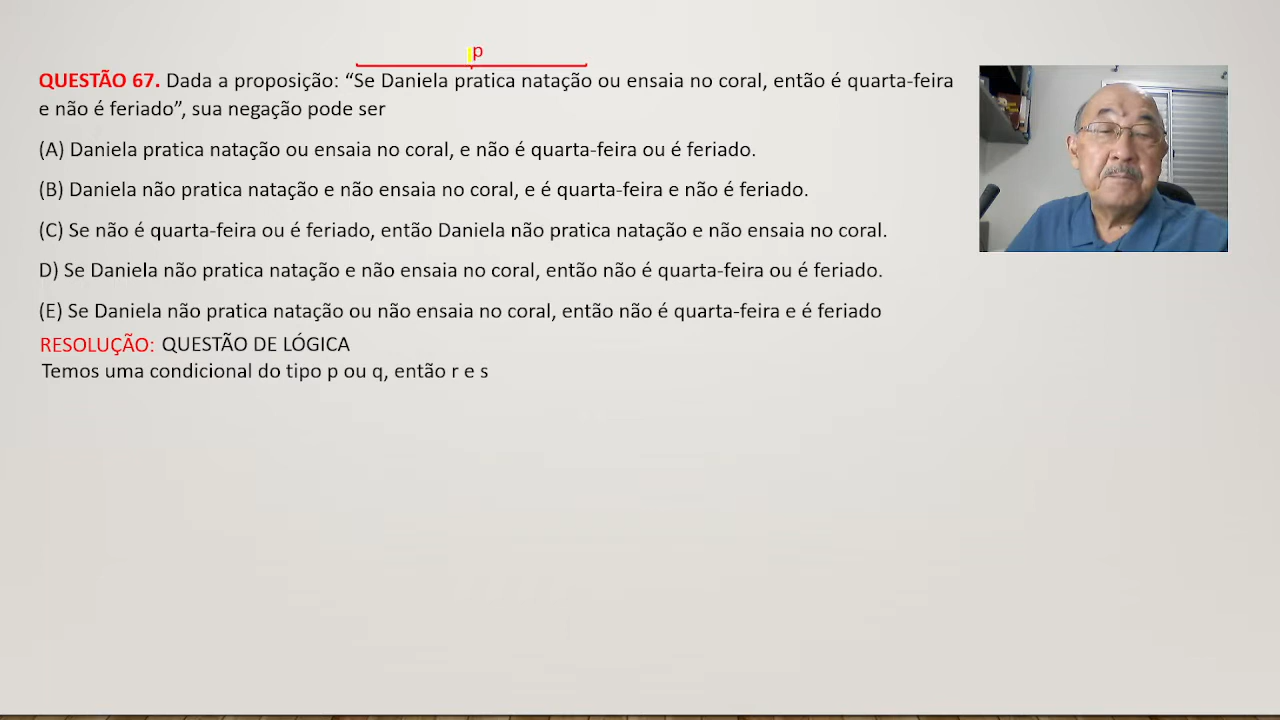 p
QUESTÃO 67. Dada a proposição: “Se Daniela pratica natação ou ensaia no coral, então é quarta-feira
e não é feriado”, sua negação pode ser
(A) Daniela pratica natação ou ensaia no coral, e não é quarta-feira ou é feriado.
(B) Daniela não pratica natação e não ensaia no coral, e é quarta-feira e não é feriado.
(C) Se não é quarta-feira ou é feriado, então Daniela não pratica natação e não ensaia no coral.
D) Se Daniela não pratica natação e não ensaia no coral, então não é quarta-feira ou é feriado.
(E) Se Daniela não pratica natação ou não ensaia no coral, então não é quarta-feira e é feriado
RESOLUÇÃO: QUESTÃO DE LÓGICA
Temos uma condicional do tipo p ou q, então r e s